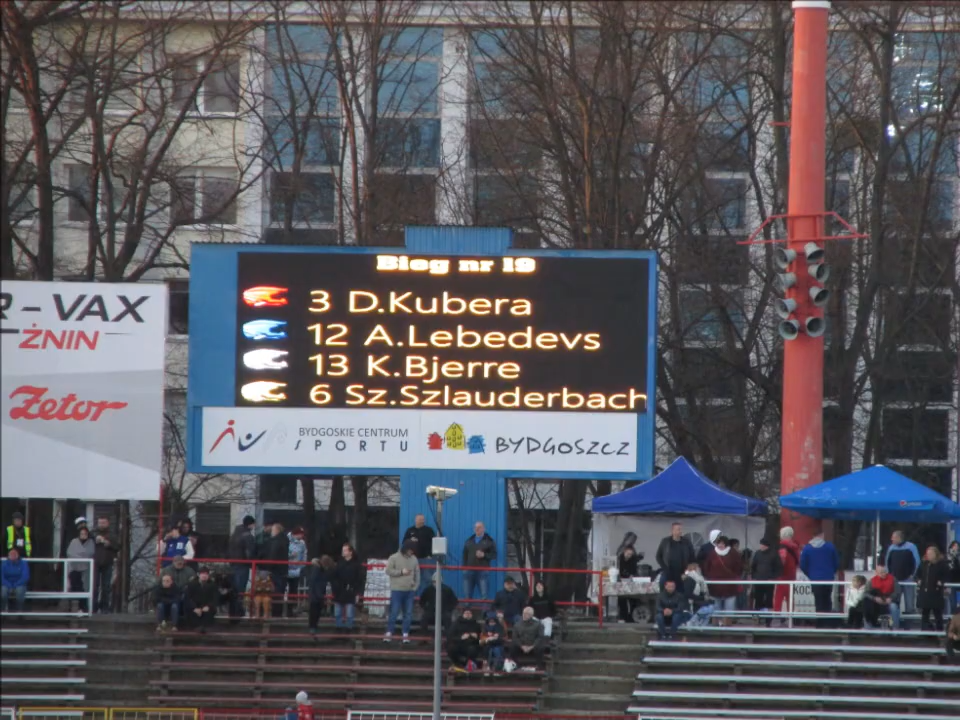 Bieg nr 19
3 D.Kubera
12 A.Lebedevs
13 K.Bjerre
6 Sz.Szlauderbach
R-VAX
ŻNIN
Zetor
BYDGOSKIE CENTRUM
SPORTU
BYDGOSZCZ